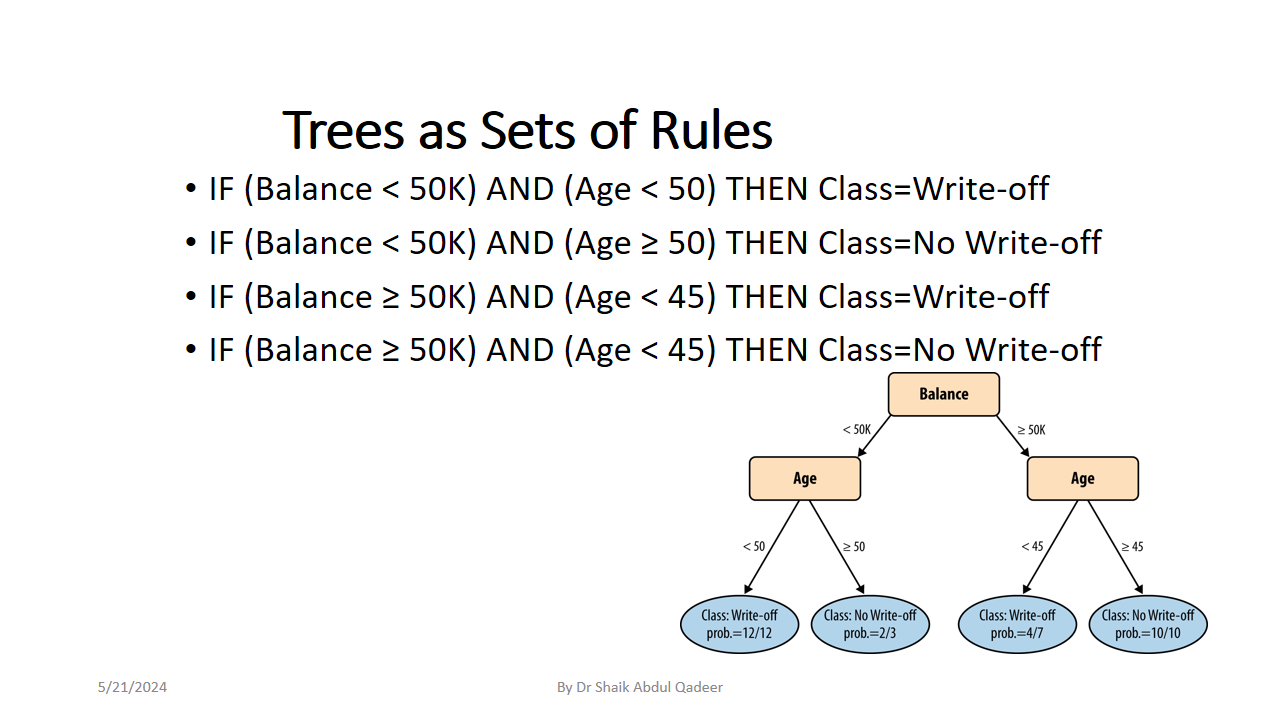 Trees as Sets of Rules
• IF (Balance < 50K) AND (Age < 50) THEN Class=Write-off
• IF (Balance < 50K) AND (Age ≥ 50) THEN Class=No Write-off
• IF (Balance ≥ 50K) AND (Age < 45) THEN Class=Write-off
• IF (Balance ≥ 50K) AND (Age < 45) THEN Class=No Write-off
Balance
< 50K
≥ 50K
Age
Age
< 50
≥ 50
< 45
≥ 45
Class: Write-off
prob.=12/12
Class: No Write-off
prob.=2/3
Class: Write-off
prob.=4/7
Class: No Write-off
prob.=10/10
5/21/2024
By Dr Shaik Abdul Qadeer